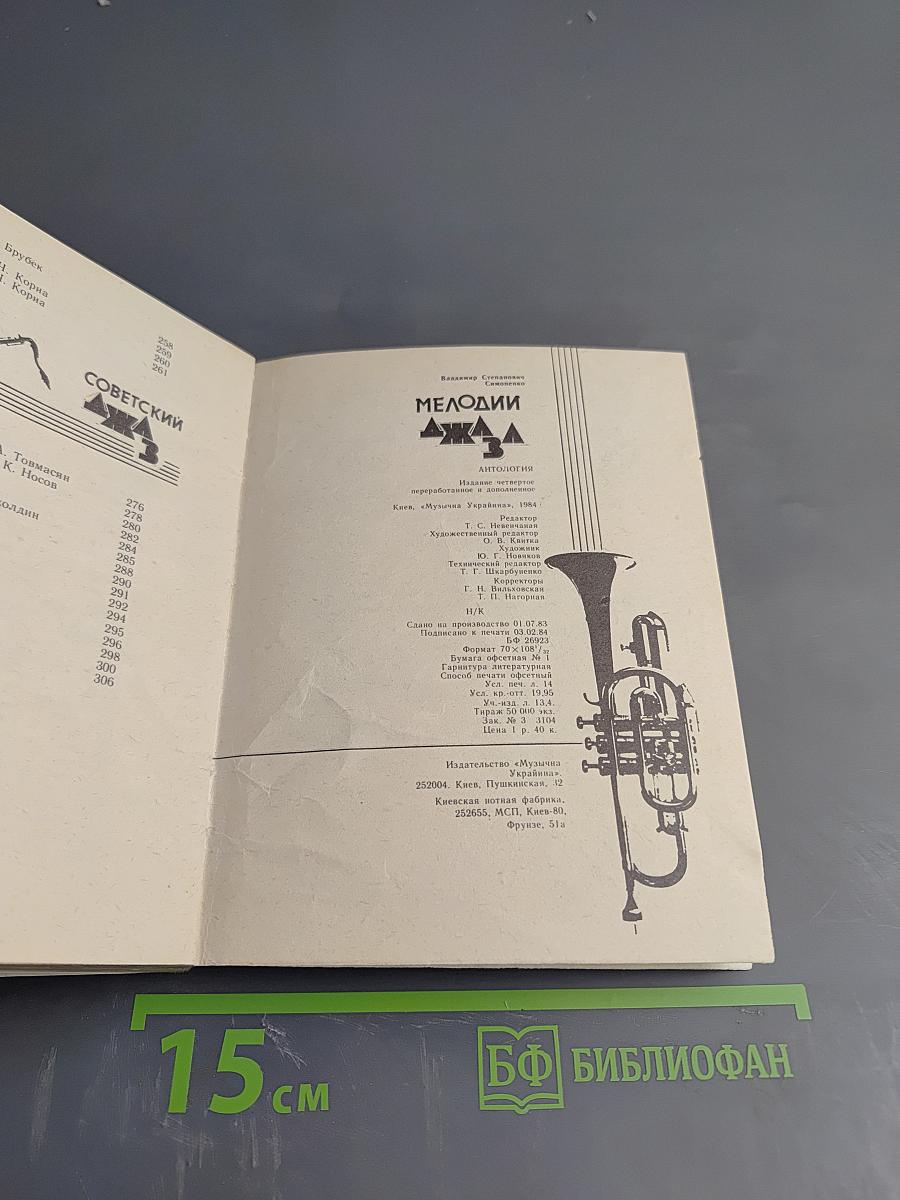 Брубек
Н. Корна
Н. Корна
258
259
260
261
СОВЕТСКИЙ
ДЖАЗ
А. Товмасян
К. Носов
колдин
276
278
280
282
284
285
288
290
291
292
294
295
296
298
300
306
Владимир Степанович
Симоненко
МЕЛОДИИ
ДЖАЗА
АНТОЛОГИЯ
Издание четвертое
переработанное и дополненное
Киев, «Музычна Украйина», 1984
Редактор
Т. С. Невенчаная
Художественный редактор
О. В. Квитка
Художник
Ю. Г. Новиков
Технический редактор
Т. Г. Шкарбуненко
Корректоры
Г. Н. Вильховская
Т. П. Нагорная
Н/К
Сдано на производство 01.07.83
Подписано к печати 03.02.84
БФ 26923
Формат 70×108¹/₃₂
Бумага офсетная № 1
Гарнитура литературная
Способ печати офсетный
Усл. печ. л. 14
Усл. кр.-отт. 19,95
Уч.-изд. л. 13,4.
Тираж 50 000 экз.
Зак. № 3 3104
Цена 1 р. 40 к.
Издательство «Музычна
Украйина».
252004. Киев, Пушкинская, 32
Киевская нотная фабрика,
252655, МСП, Киев-80,
Фрунзе, 51а
15 см
БФ БИБЛИОФАН